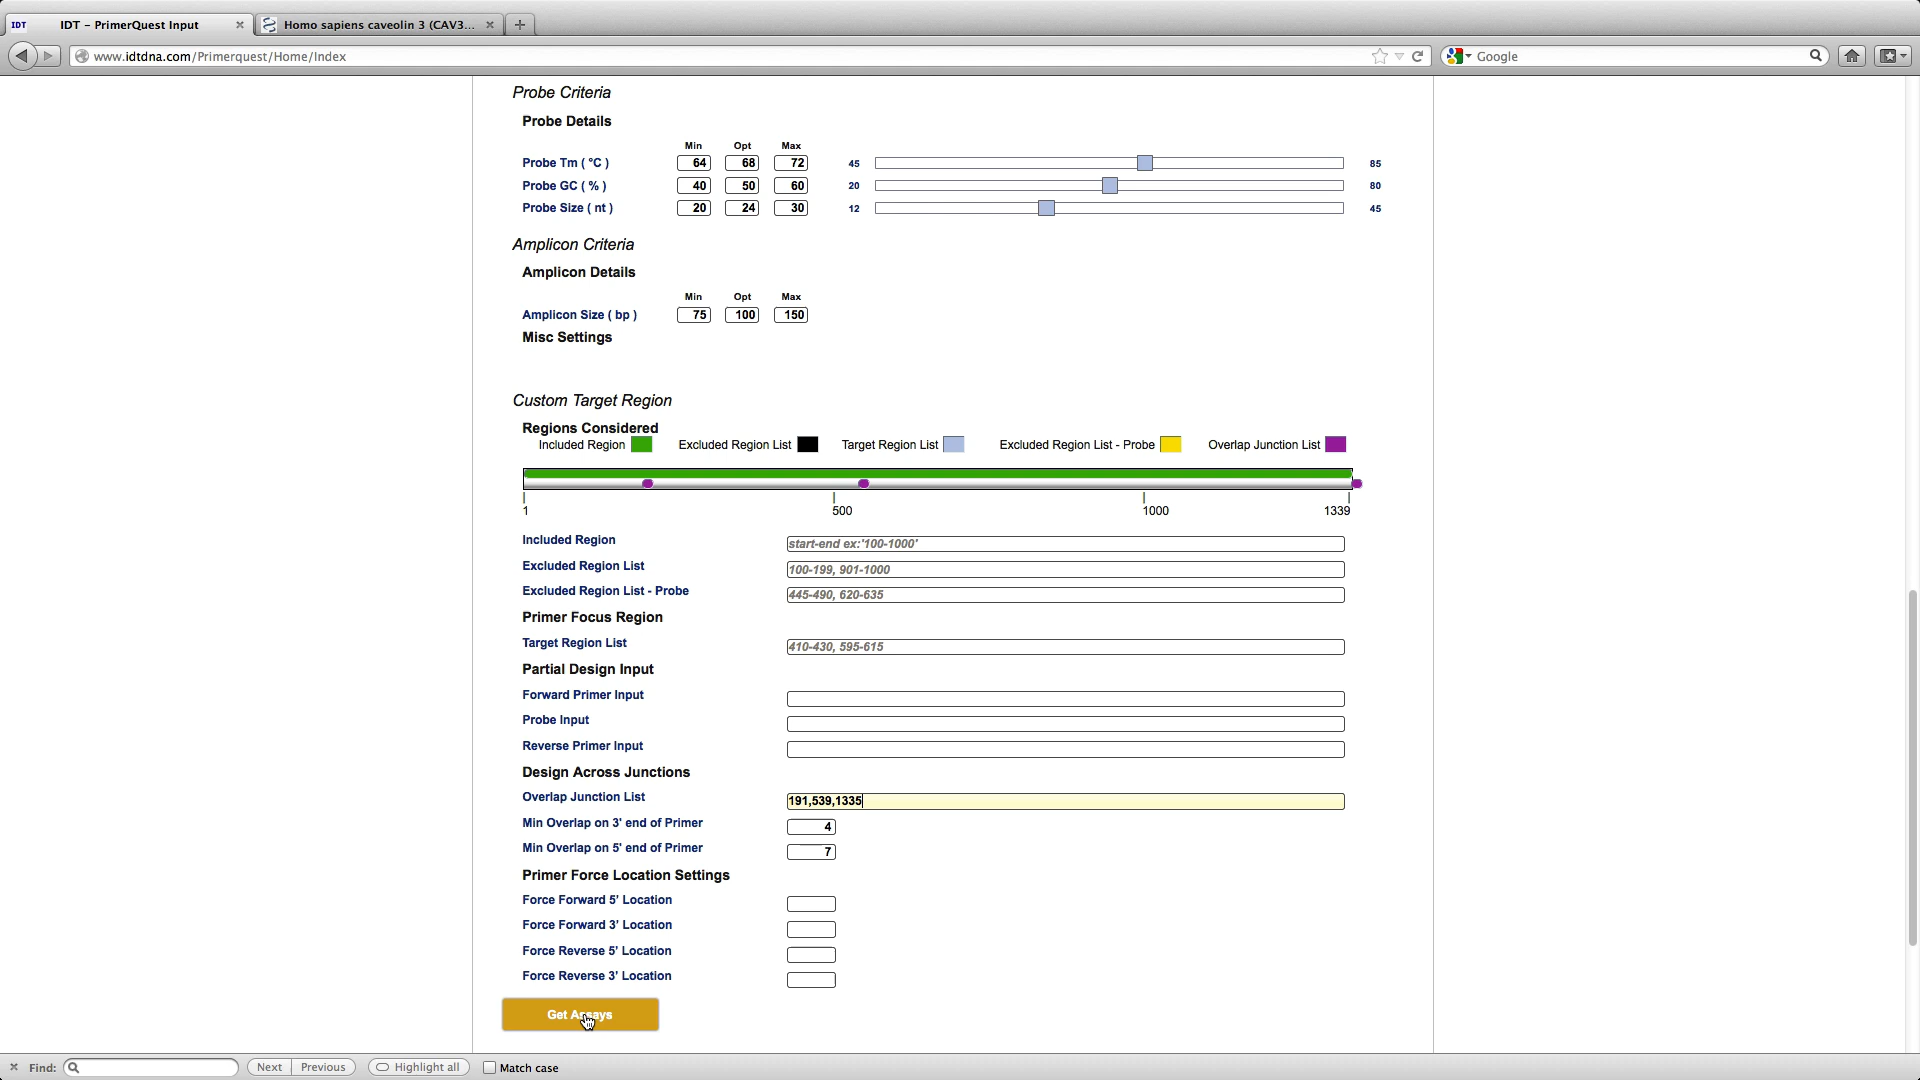 IDT IDT - PrimerQuest Input Homo sapiens caveolin 3 (CAV3...
www.idtdna.com/Primerquest/Home/Index Google
Probe Criteria
Probe Details
Min Opt Max
Probe Tm ( °C ) 64 68 72 45 85
Probe GC ( % ) 40 50 60 20 80
Probe Size ( nt ) 20 24 30 12 45
Amplicon Criteria
Amplicon Details
Min Opt Max
Amplicon Size ( bp ) 75 100 150
Misc Settings
Custom Target Region
Regions Considered
Included Region Excluded Region List Target Region List Excluded Region List - Probe Overlap Junction List
1 500 1000 1339
Included Region start-end ex:'100-1000'
Excluded Region List 100-199, 901-1000
Excluded Region List - Probe 445-490, 620-635
Primer Focus Region
Target Region List 410-430, 595-615
Partial Design Input
Forward Primer Input
Probe Input
Reverse Primer Input
Design Across Junctions
Overlap Junction List 191,539,1335
Min Overlap on 3' end of Primer 4
Min Overlap on 5' end of Primer 7
Primer Force Location Settings
Force Forward 5' Location
Force Forward 3' Location
Force Reverse 5' Location
Force Reverse 3' Location
Get Assays
Find: Next Previous Highlight all Match case